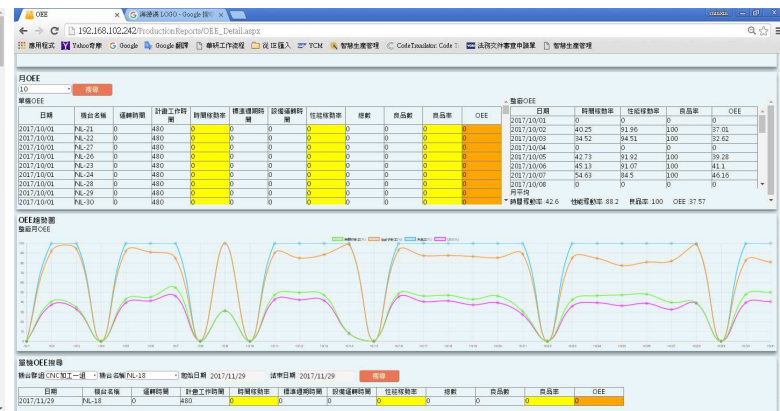 OEE
滿德溝 LOGO - Google 搜尋
192.168.102.242/ProductionReports/OEE_Detail.aspx
應用程式 Yahoo奇摩 Google Google 翻譯 華研工作流程 從 IE 匯入 YCM 智慧生產管理 CodeTranslator: Code T 法務文件審查申請單 智慧生產管理
月OEE
10 搜尋
單機OEE
日期 機台名稱 運轉時間 計畫工作時間 時間稼動率 標準週期時間 設備運轉時間 性能稼動率 總數 良品數 良品率 OEE
2017/10/01 NL-21 0 480 0 0 0 0 0 0 0 0
2017/10/01 NL-22 0 480 0 0 0 0 0 0 0 0
2017/10/01 NL-27 0 480 0 0 0 0 0 0 0 0
2017/10/01 NL-26 0 480 0 0 0 0 0 0 0 0
2017/10/01 NL-23 0 480 0 0 0 0 0 0 0 0
2017/10/01 NL-24 0 480 0 0 0 0 0 0 0 0
2017/10/01 NL-28 0 480 0 0 0 0 0 0 0 0
2017/10/01 NL-29 0 480 0 0 0 0 0 0 0 0
2017/10/01 NL-30 0 480 0 0 0 0 0 0 0 0
整廠OEE
日期 時間稼動率 性能稼動率 良品率 OEE
2017/10/01 0 0 0 0
2017/10/02 40.25 91.96 100 37.01
2017/10/03 34.52 94.51 100 32.62
2017/10/04 0 0 0 0
2017/10/05 42.73 91.92 100 39.28
2017/10/06 45.13 91.07 100 41.1
2017/10/07 54.63 84.5 100 46.16
2017/10/08 0 0 0 0
月平均
時間稼動率 42.6 性能稼動率 88.2 良品率 100 OEE 37.57
OEE趨勢圖
整廠月OEE
單機OEE搜尋
機台群組 CNC加工一組 機台名稱 NL-18 起始日期 2017/11/29 結束日期 2017/11/29 搜尋
日期 機台名稱 運轉時間 計畫工作時間 時間稼動率 標準週期時間 設備運轉時間 性能稼動率 總數 良品數 良品率 OEE
2017/11/29 NL-18 0 480 0 0 0 0 0 0 0 0